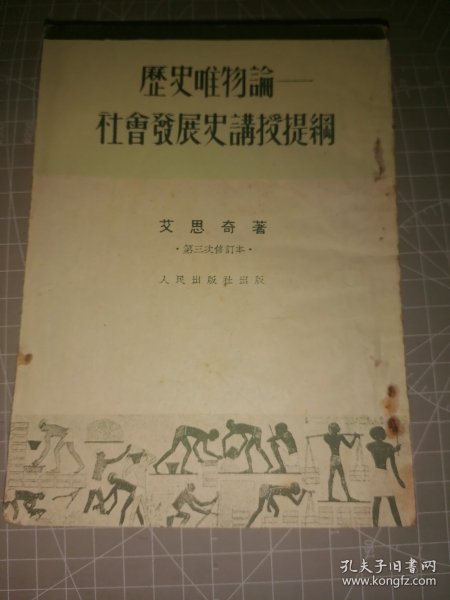 歷史唯物論——
社會發展史講授提綱
艾思奇著
·第三次修訂本·
人民出版社出版
孔夫子旧书网
www.kongfz.com